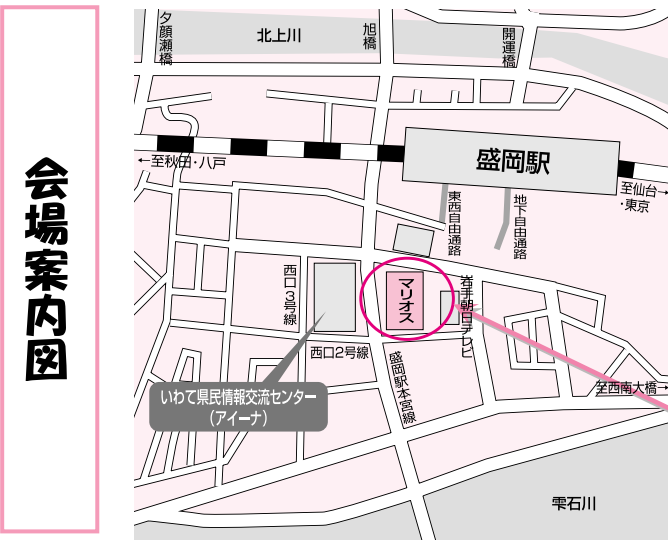 会場案内図
夕顔瀬橋
北上川
旭橋
開運橋
盛岡駅
←至秋田・八戸
至仙台→
・東京
東西自由通路
地下自由通路
西口3号線
マリオス
岩手朝日テレビ
西口2号線
盛岡駅本宮線
いわて県民情報交流センター
（アイーナ）
至西南大橋→
雫石川